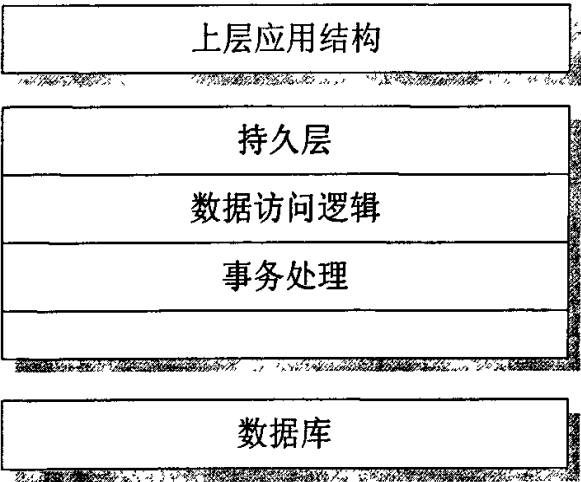 上层应用结构
持久层
数据访问逻辑
事务处理
数据库